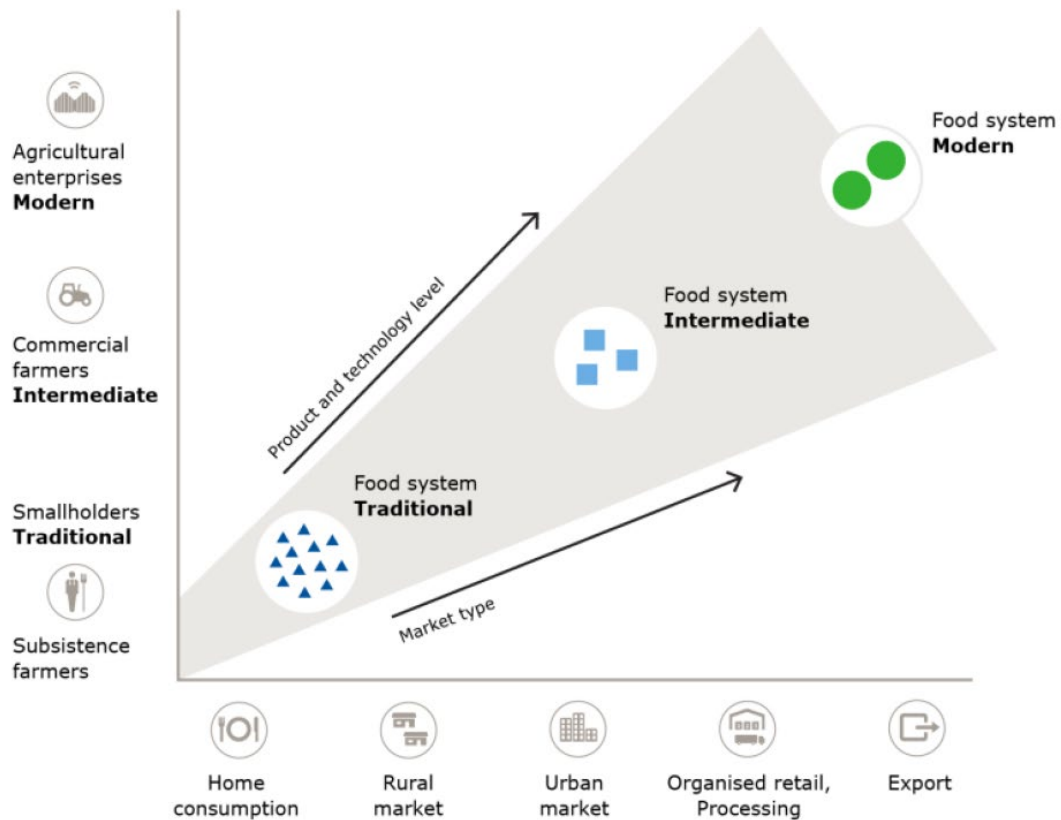 Agricultural
enterprises
Modern
Commercial
farmers
Intermediate
Smallholders
Traditional
Subsistence
farmers
Food system
Modern
Food system
Intermediate
Food system
Traditional
Product and technology level
Market type
Home
consumption
Rural
market
Urban
market
Organised retail,
Processing
Export